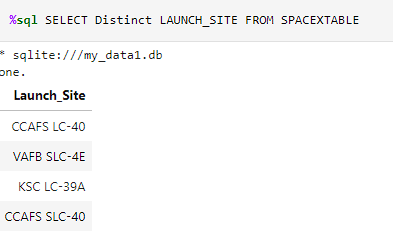 %sql SELECT Distinct LAUNCH_SITE FROM SPACEXTABLE
* sqlite:///my_data1.db
one.
Launch_Site
CCAFS LC-40
VAFB SLC-4E
KSC LC-39A
CCAFS SLC-40